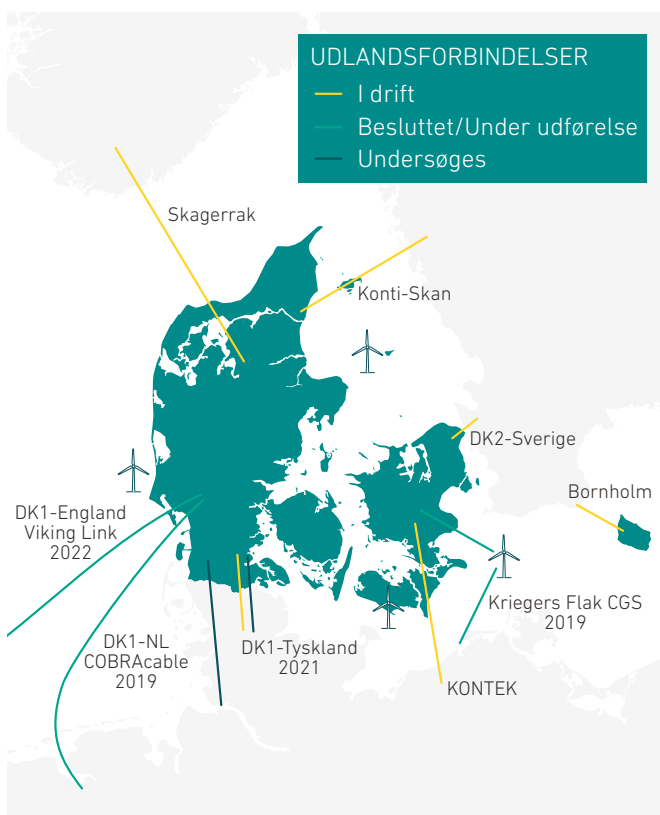 UDLANDSFORBINDELSER
I drift
Besluttet/Under udførelse
Undersøges
Skagerrak
Konti-Skan
DK2-Sverige
Bornholm
DK1-England
Viking Link
2022
Kriegers Flak CGS
2019
DK1-NL
COBRAcable
2019
DK1-Tyskland
2021
KONTEK